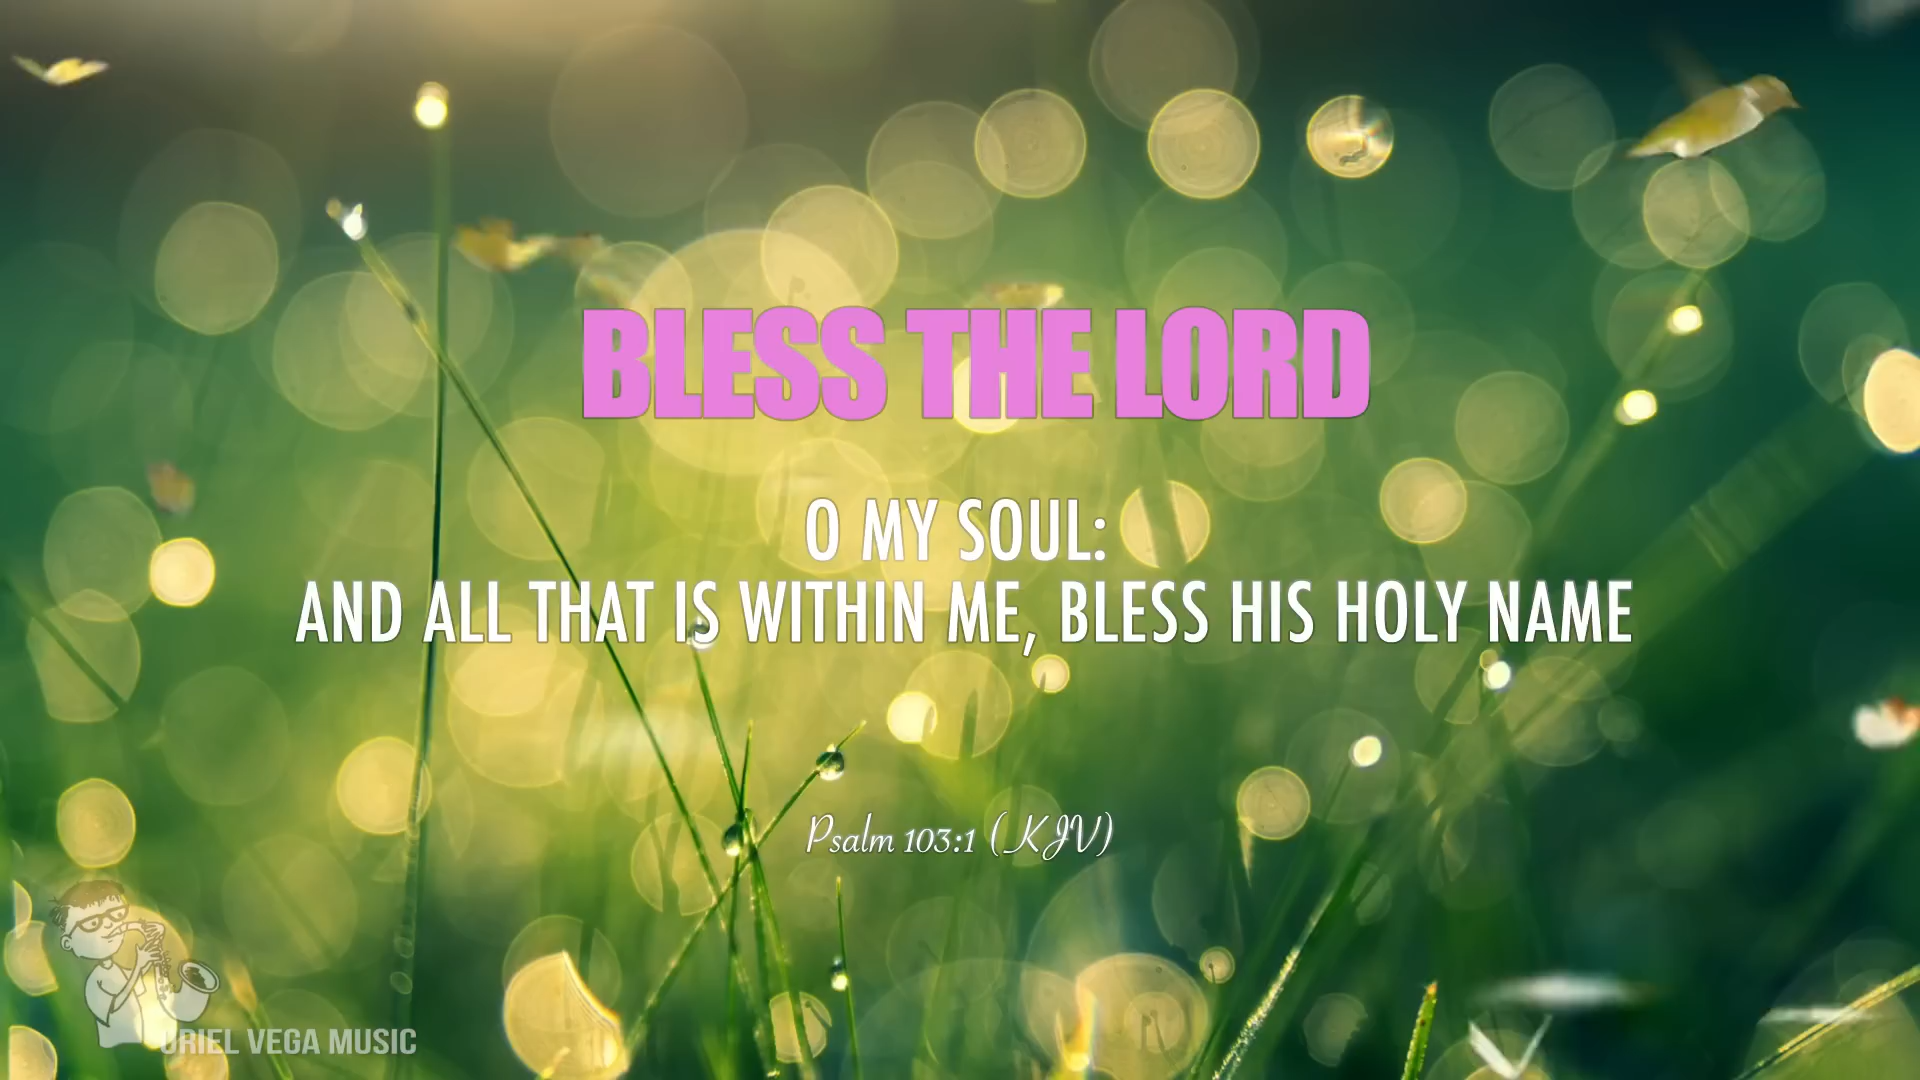 BLESS THE LORD
O MY SOUL:
AND ALL THAT IS WITHIN ME, BLESS HIS HOLY NAME
Psalm 103:1 (KJV)
URIEL VEGA MUSIC